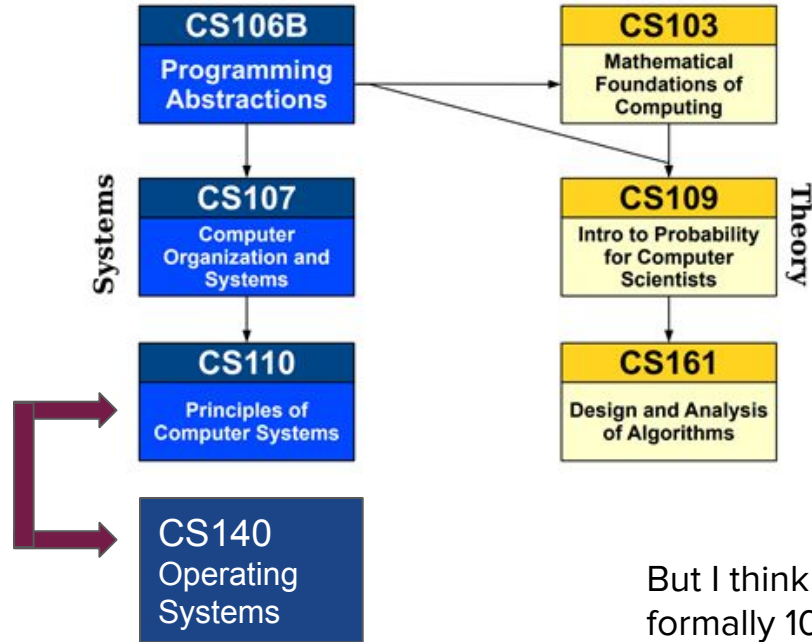 CS106B
Programming
Abstractions
CS103
Mathematical
Foundations of
Computing
Systems
CS107
Computer
Organization and
Systems
CS109
Intro to Probability
for Computer
Scientists
Theory
CS110
Principles of
Computer Systems
CS161
Design and Analysis
of Algorithms
CS140
Operating
Systems
But I think
formally 10